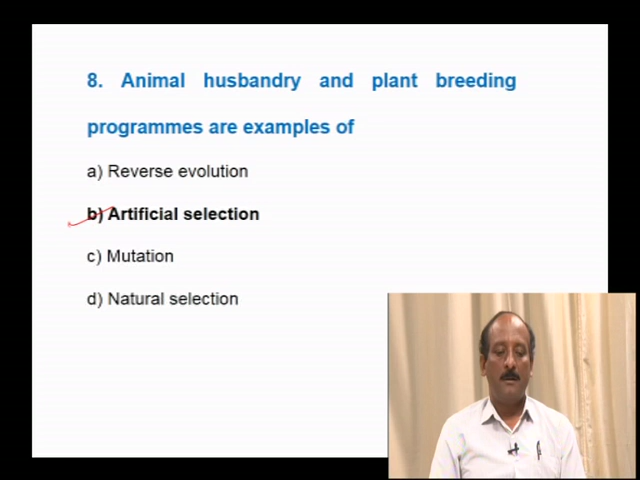 8. Animal husbandry and plant breeding
programmes are examples of
a) Reverse evolution
b) Artificial selection
c) Mutation
d) Natural selection